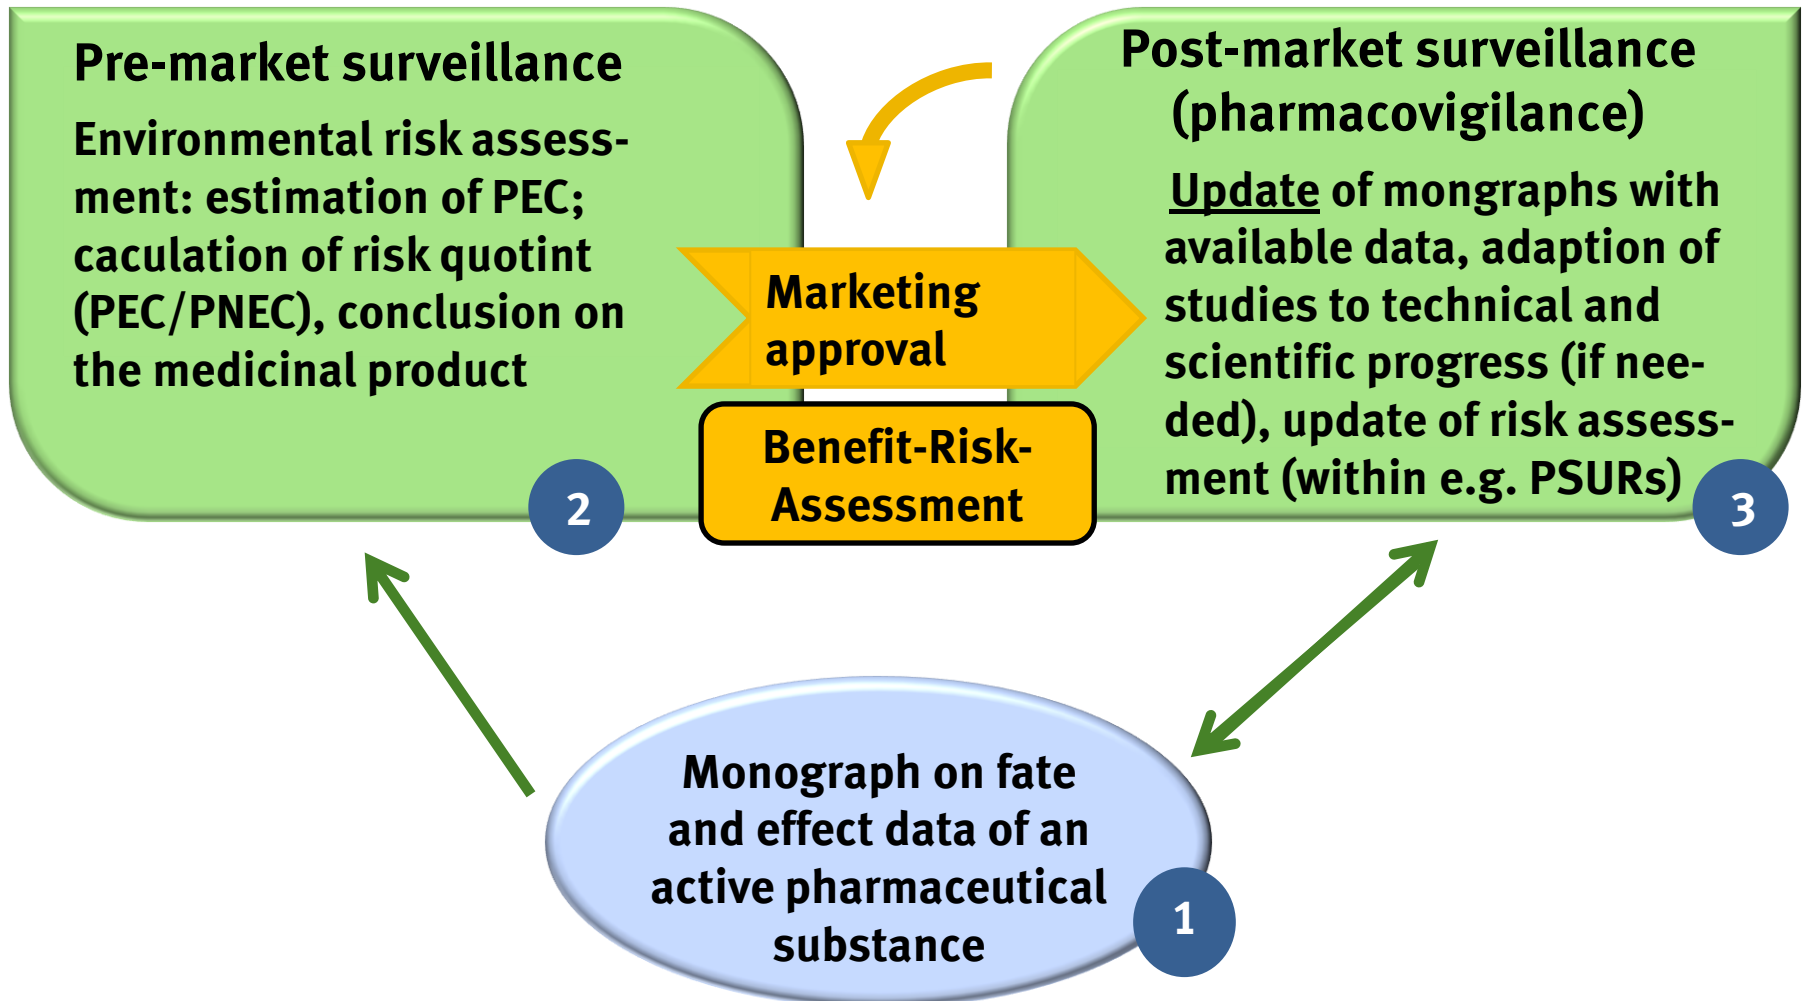 Pre-market surveillance
Environmental risk assess-
ment: estimation of PEC;
caculation of risk quotint
(PEC/PNEC), conclusion on
the medicinal product
2
Marketing
approval
Benefit-Risk-
Assessment
Post-market surveillance
(pharmacovigilance)
Update of mongraphs with
available data, adaption of
studies to technical and
scientific progress (if nee-
ded), update of risk assess-
ment (within e.g. PSURs)
3
Monograph on fate
and effect data of an
active pharmaceutical
substance
1